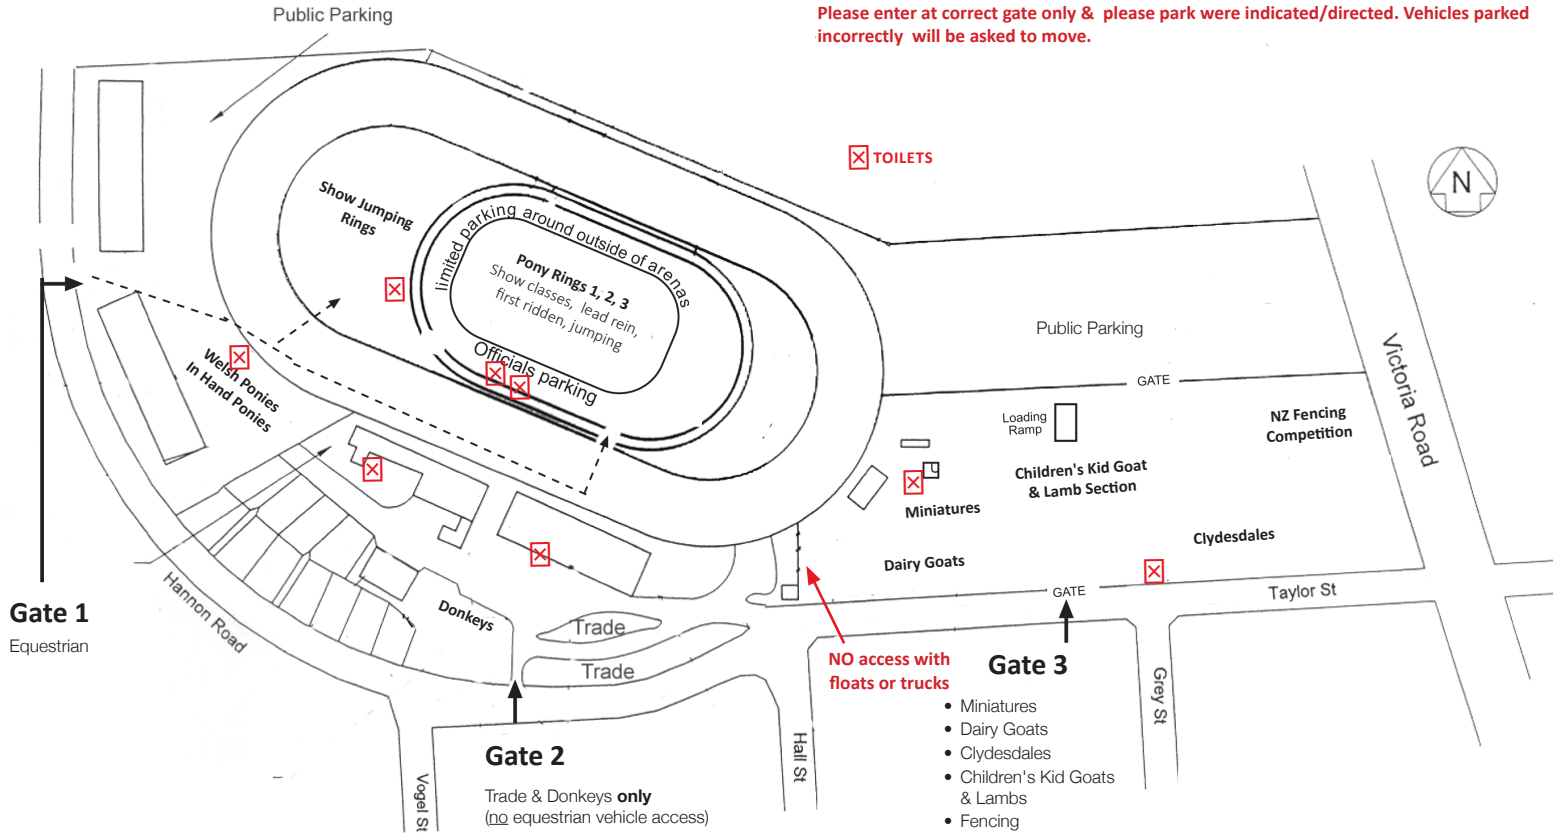 Public Parking
Please enter at correct gate only & please park were indicated/directed. Vehicles parked
incorrectly will be asked to move.
TOILETS
N
Show Jumping
Rings
limited parking around outside of arenas
Pony Rings 1, 2, 3
Show classes, lead rein,
first ridden, jumping
Officials parking
Welsh Ponies
In Hand Ponies
Public Parking
GATE
Victoria Road
Loading
Ramp
NZ Fencing
Competition
Children's Kid Goat
& Lamb Section
Miniatures
Clydesdales
Dairy Goats
GATE
Taylor St
Gate 1
Equestrian
Hannon Road
Donkeys
Trade
Trade
NO access with
floats or trucks
Gate 3
• Miniatures
• Dairy Goats
• Clydesdales
• Children's Kid Goats
& Lambs
• Fencing
Grey St
Hall St
Gate 2
Trade & Donkeys only
(no equestrian vehicle access)
Vogel St